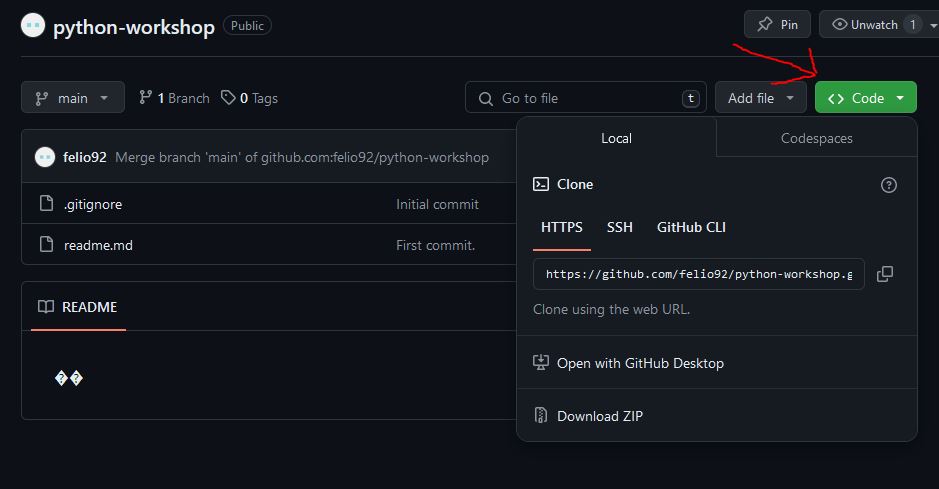 python-workshop Public Pin Unwatch 1
main 1 Branch 0 Tags Go to file t Add file Code
Local Codespaces
felio92 Merge branch 'main' of github.com:felio92/python-workshop
Clone
.gitignore Initial commit
HTTPS SSH GitHub CLI
readme.md First commit.
https://github.com/felio92/python-workshop.g
README
Clone using the web URL.
Open with GitHub Desktop
��
Download ZIP